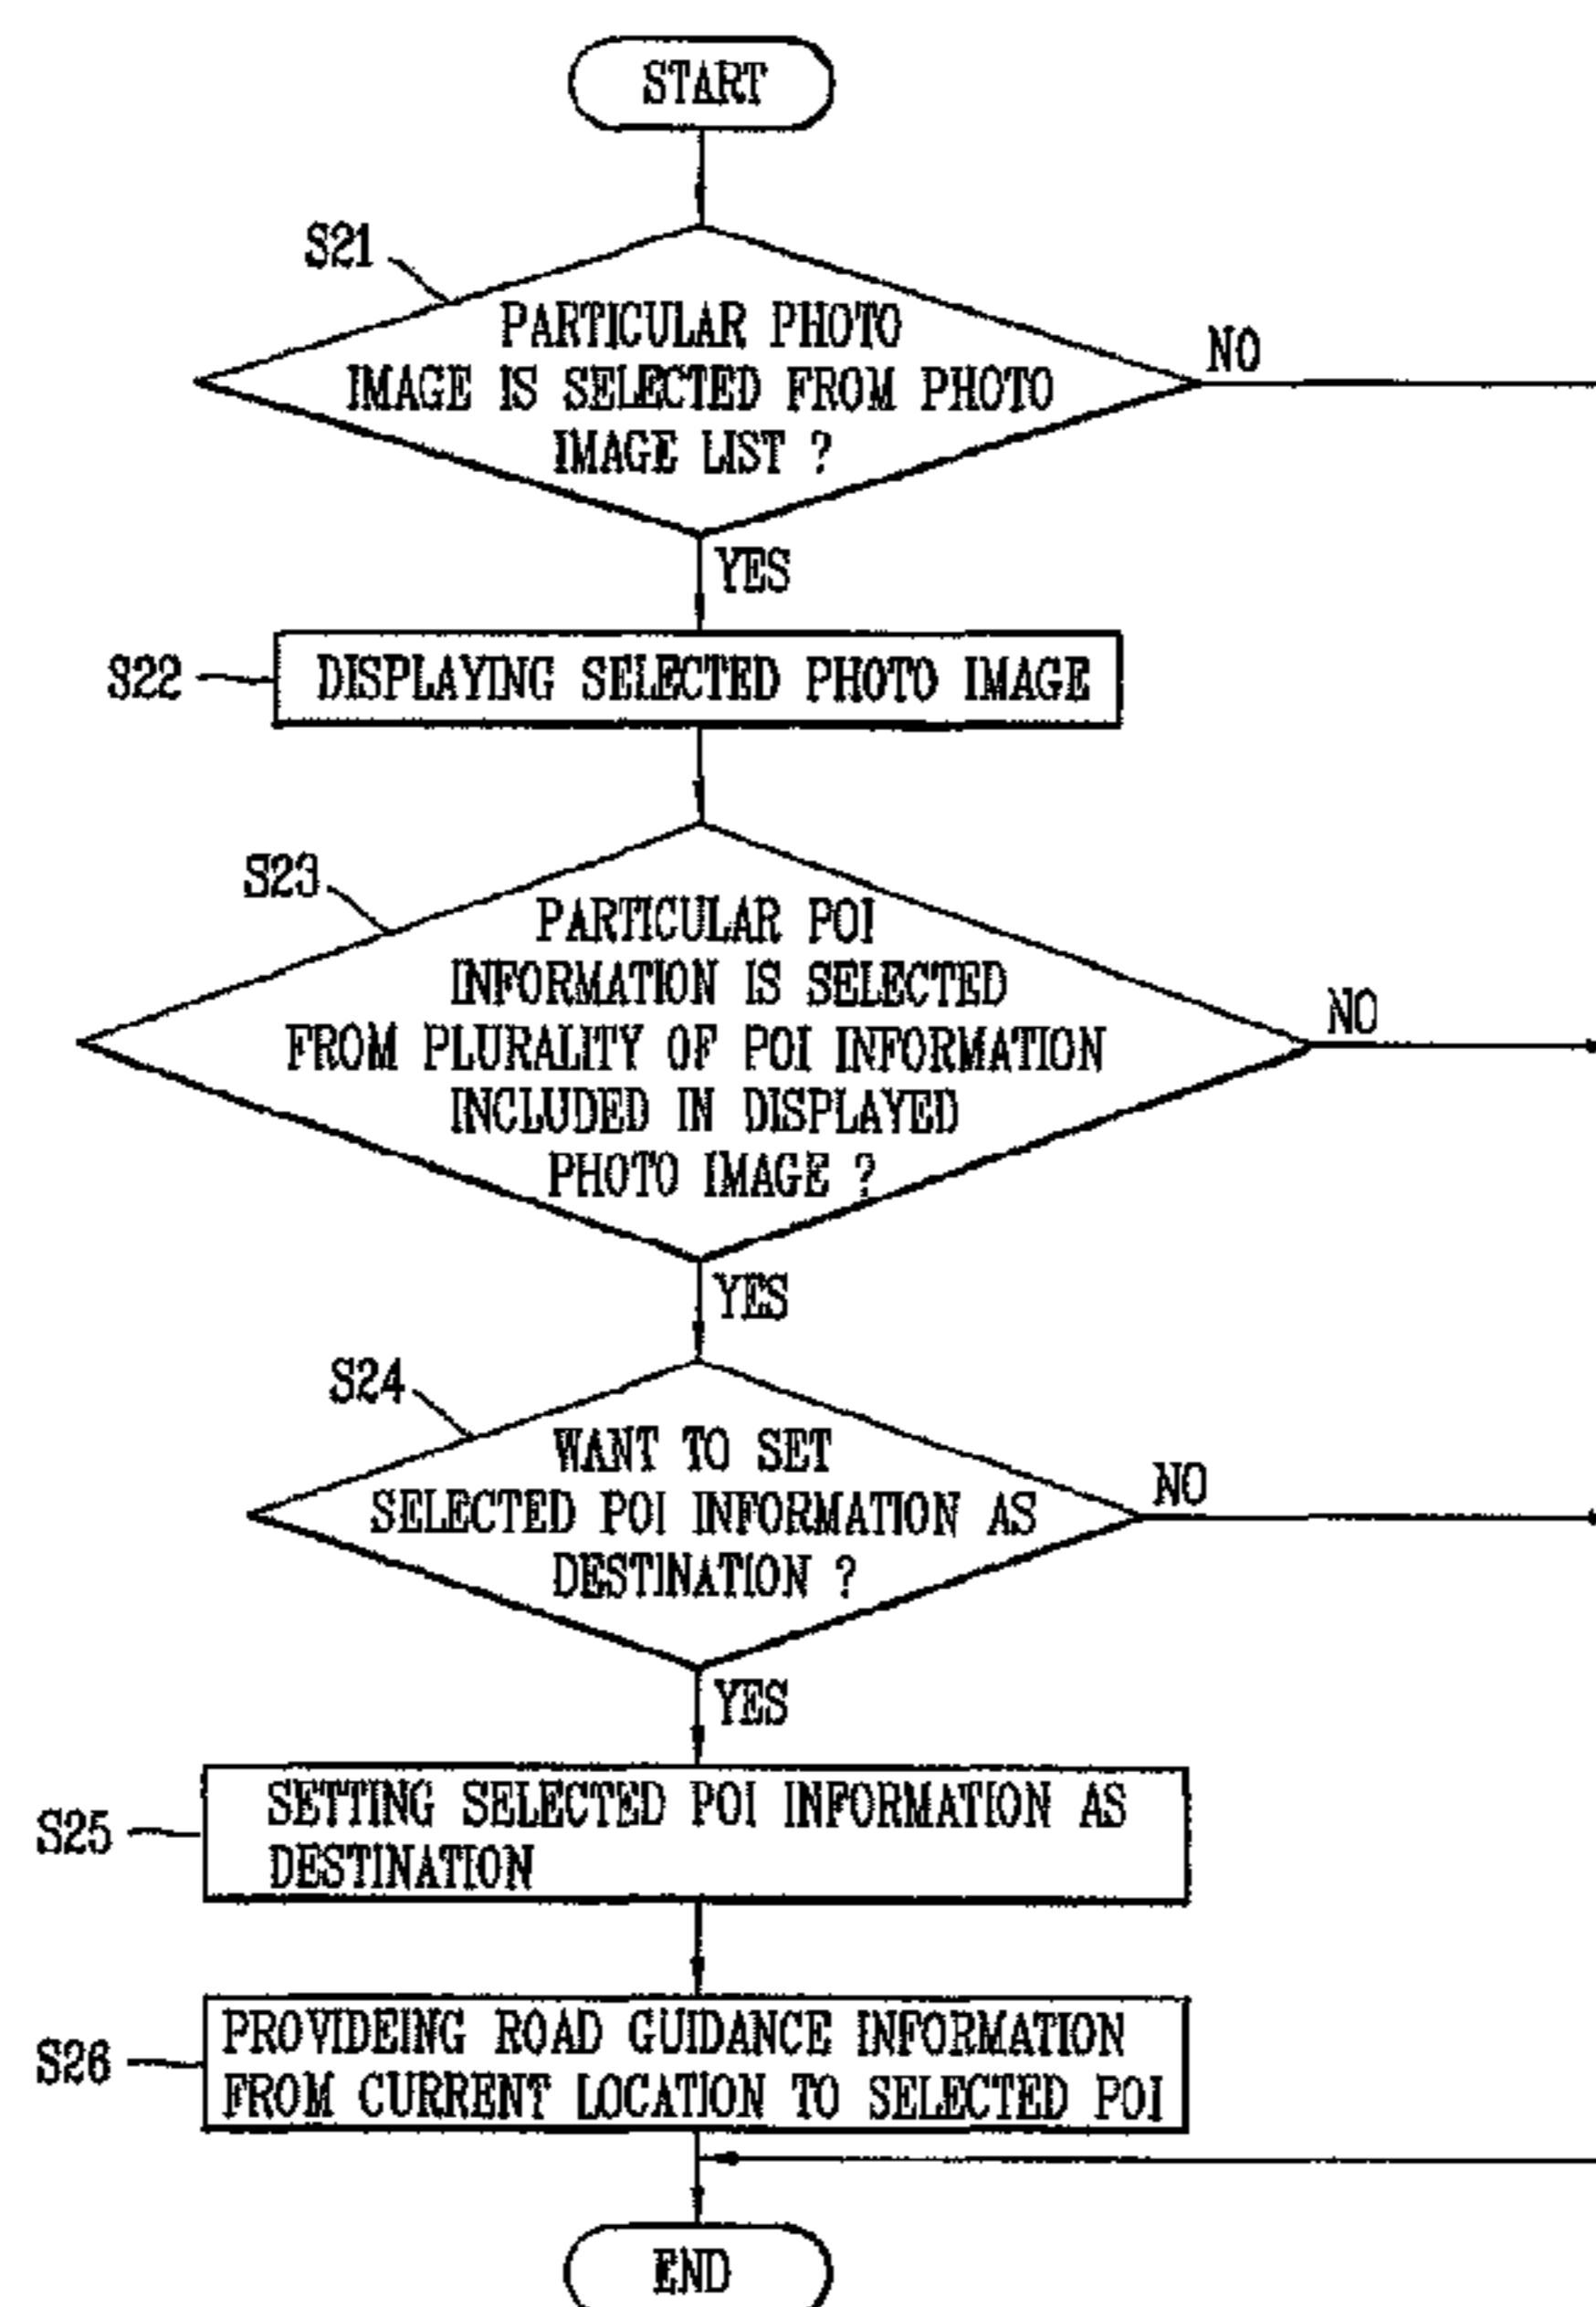 START
S21
PARTICULAR PHOTO
IMAGE IS SELECTED FROM PHOTO
IMAGE LIST ?
NO
YES
S22
DISPLAYING SELECTED PHOTO IMAGE
S23
PARTICULAR POI
INFORMATION IS SELECTED
FROM PLURALITY OF POI INFORMATION
INCLUDED IN DISPLAYED
PHOTO IMAGE ?
NO
YES
S24
WANT TO SET
SELECTED POI INFORMATION AS
DESTINATION ?
NO
YES
S25
SETTING SELECTED POI INFORMATION AS
DESTINATION
S26
PROVIDEING ROAD GUIDANCE INFORMATION
FROM CURRENT LOCATION TO SELECTED POI
END